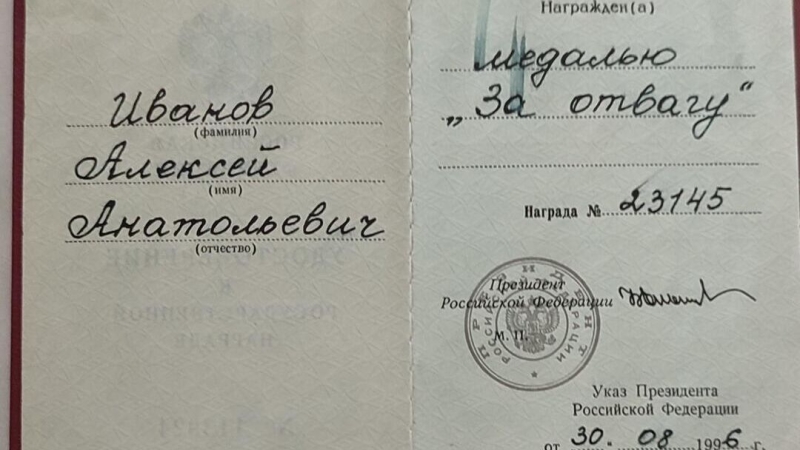 Иванов
(фамилия)
Алексей
(имя)
Анатольевич
(отчество)
Награжден(а)
медалью
„За отвагу“
Награда № 23145
Президент
Российской Федерации
М. П.
Указ Президента
Российской Федерации
от 30. 08 1996 г.